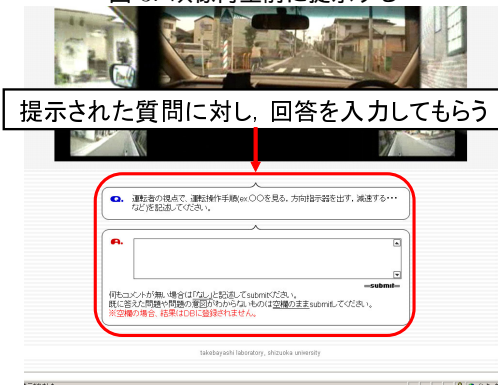 提示された質問に対し, 回答を入力してもらう
Q. 運転者の視点で、運転操作手順(ex.○○を見る、方向指示器を出す、減速する・・・
など)を記述してください。
A.
submit
何もコメントが無い場合は「なし」と記述してsubmitください。
既に答えた問題や問題の意図がわからないものは空欄のままsubmitしてください。
※空欄の場合、結果はDBに登録されません。
takebayashi laboratory, shizuoka university